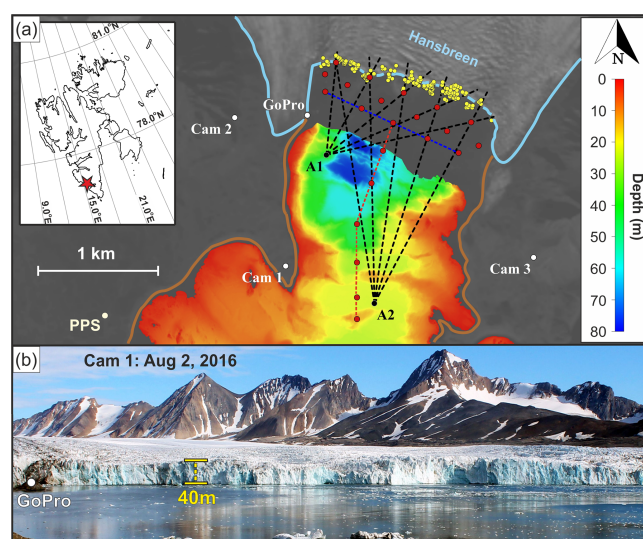 (a)
81.0°N
78.0°N
9.0°E
15.0°E
21.0°E
Hansbreen
GoPro
Cam 2
A1
1 km
Cam 1
Cam 3
PPS
A2
N
0
10
20
30
40
50
60
70
80
Depth (m)
(b)
Cam 1: Aug 2, 2016
GoPro
40m